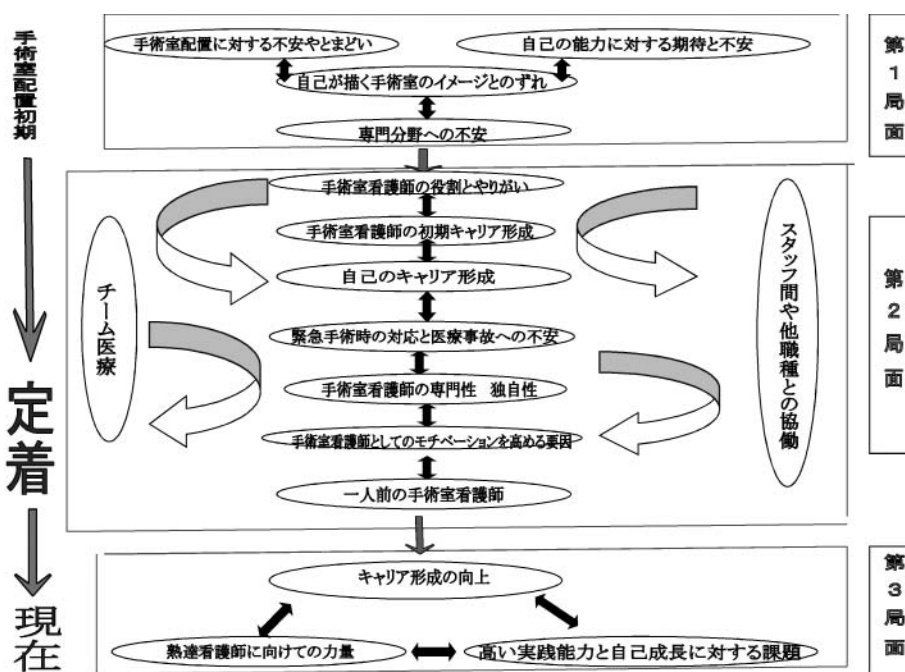 手術室配置初期
定着
現在
手術室配置に対する不安やとまどい
自己の能力に対する期待と不安
自己が描く手術室のイメージとのずれ
専門分野への不安
第1局面
手術室看護師の役割とやりがい
手術室看護師の初期キャリア形成
自己のキャリア形成
緊急手術時の対応と医療事故への不安
手術室看護師の専門性 独自性
手術室看護師としてのモチベーションを高める要因
一人前の手術室看護師
チーム医療
スタッフ間や他職種との協働
第2局面
キャリア形成の向上
熟達看護師に向けての力量
高い実践能力と自己成長に対する課題
第3局面